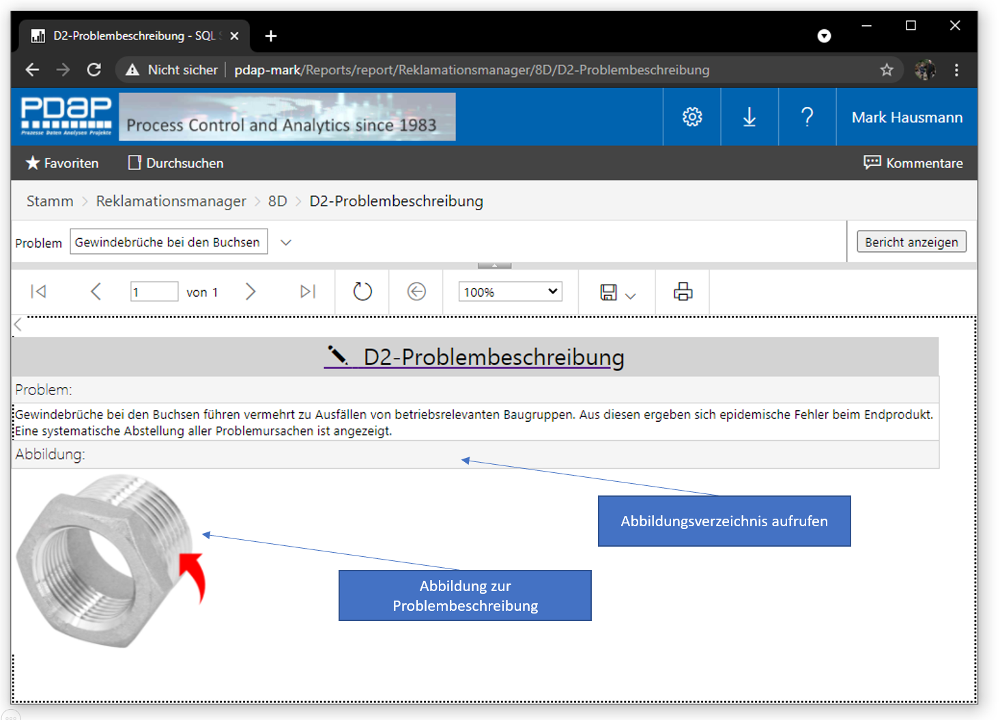 D2-Problembeschreibung - SQL S
Nicht sicher | pdap-mark/Reports/report/Reklamationsmanager/8D/D2-Problembeschreibung
PDAP
Prozesse Daten Analysen Projekte
Process Control and Analytics since 1983
? Mark Hausmann
Favoriten Durchsuchen Kommentare
Stamm > Reklamationsmanager > 8D > D2-Problembeschreibung
Problem Gewindebrüche bei den Buchsen Bericht anzeigen
1 von 1 100%
D2-Problembeschreibung
Problem:
Gewindebrüche bei den Buchsen führen vermehrt zu Ausfällen von betriebsrelevanten Baugruppen. Aus diesen ergeben sich epidemische Fehler beim Endprodukt.
Eine systematische Abstellung aller Problemursachen ist angezeigt.
Abbildung:
Abbildungsverzeichnis aufrufen
Abbildung zur
Problembeschreibung